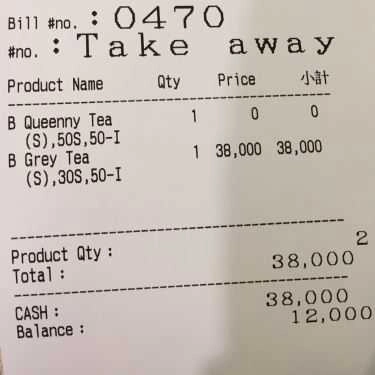 Bill #no. : 0470
#no. : Take away
Product Name Qty Price 小計
B Queenny Tea 1 0 0
(S),50S,50-I
B Grey Tea 1 38,000 38,000
(S),30S,50-I
Product Qty : 2
Total : 38,000
CASH : 38,000
Balance : 12,000